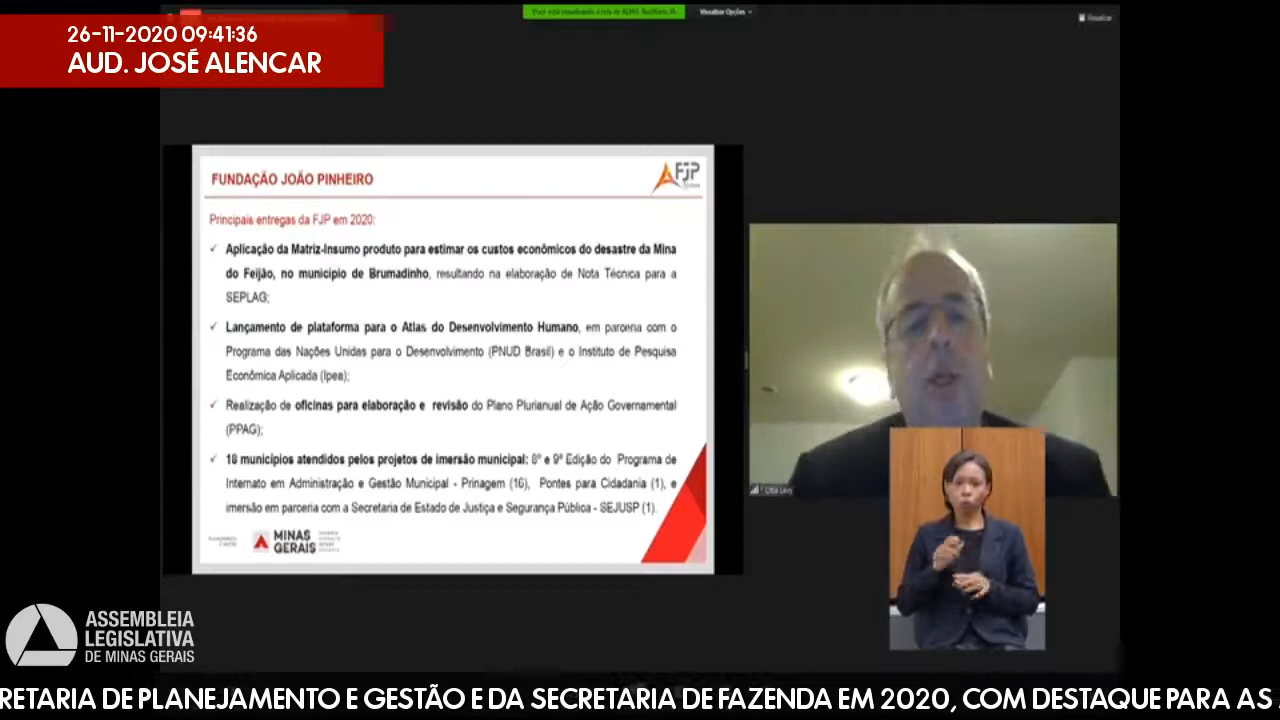 26-11-2020 09:41:36
AUD. JOSÉ ALENCAR
Visualizar Opções
Visualizar
FUNDAÇÃO JOÃO PINHEIRO
FJP
Principais entregas da FJP em 2020:
✓ Aplicação da Matriz-Insumo produto para estimar os custos econômicos do desastre da Mina
do Feijão, no município de Brumadinho, resultando na elaboração de Nota Técnica para a
SEPLAG;
✓ Lançamento de plataforma para o Atlas do Desenvolvimento Humano, em parceria com o
Programa das Nações Unidas para o Desenvolvimento (PNUD Brasil) e o Instituto de Pesquisa
Econômica Aplicada (Ipea);
✓ Realização de oficinas para elaboração e revisão do Plano Plurianual de Ação Governamental
(PPAG);
✓ 18 municípios atendidos pelos projetos de imersão municipal: 8º e 9ª Edição do Programa de
Internato em Administração e Gestão Municipal - Prinagem (16), Pontes para Cidadania (1), e
imersão em parceria com a Secretaria de Estado de Justiça e Segurança Pública - SEJUSP (1).
MINAS
GERAIS
ASSEMBLEIA
LEGISLATIVA
DE MINAS GERAIS
RETARIA DE PLANEJAMENTO E GESTÃO E DA SECRETARIA DE FAZENDA EM 2020, COM DESTAQUE PARA AS